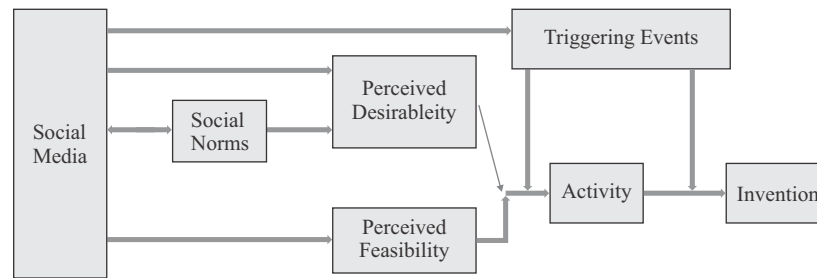 Triggering Events
Perceived
Desirableity
Social
Norms
Social
Media
Activity
Invention
Perceived
Feasibility